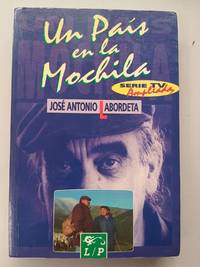 Un País
en la
Mochila
SERIE TV
Ampliada
JOSÉ ANTONIO LABORDETA
L/P